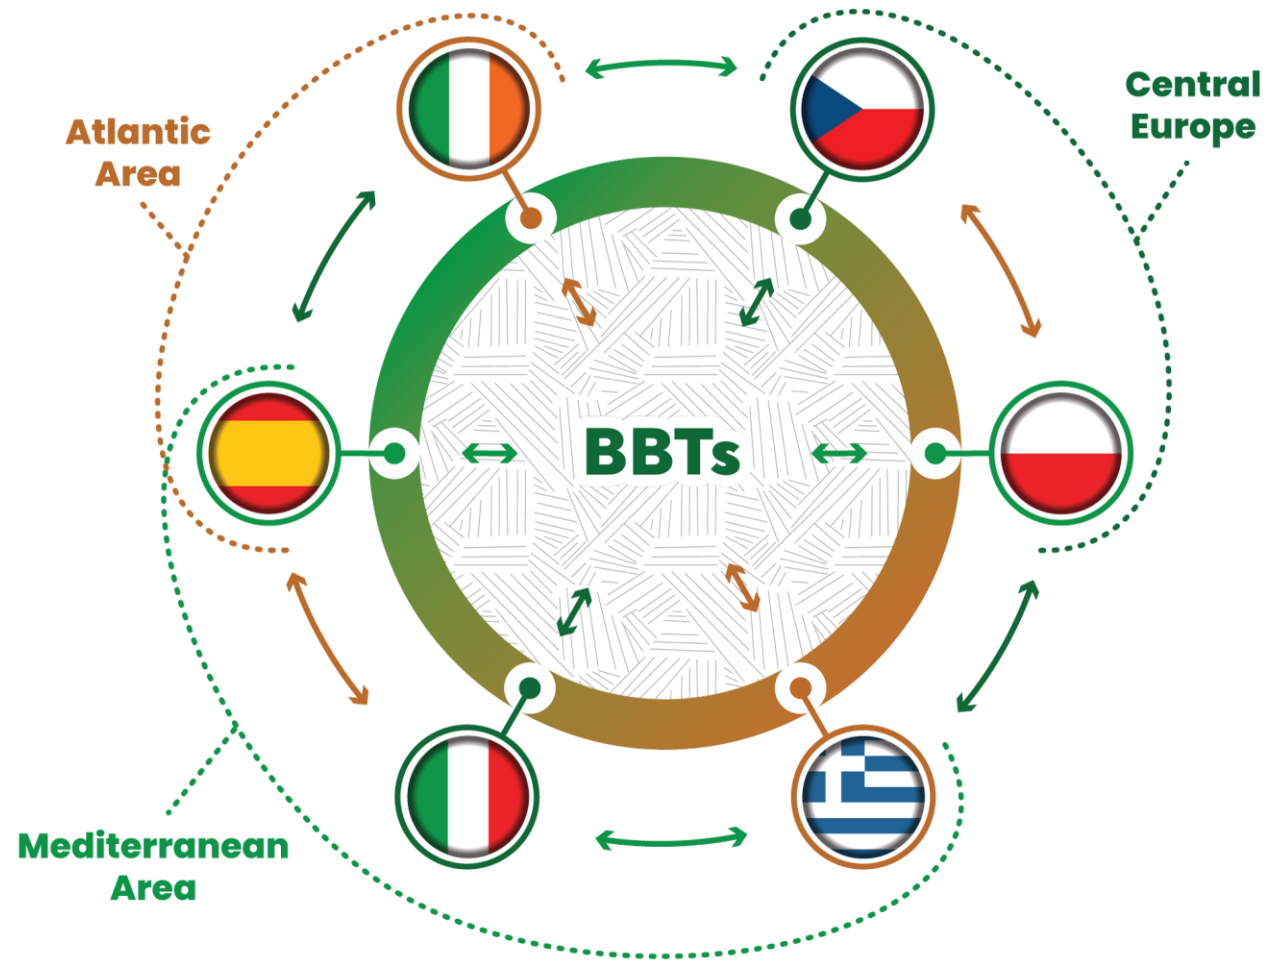 Atlantic
Area
Central
Europe
BBTs
Mediterranean
Area